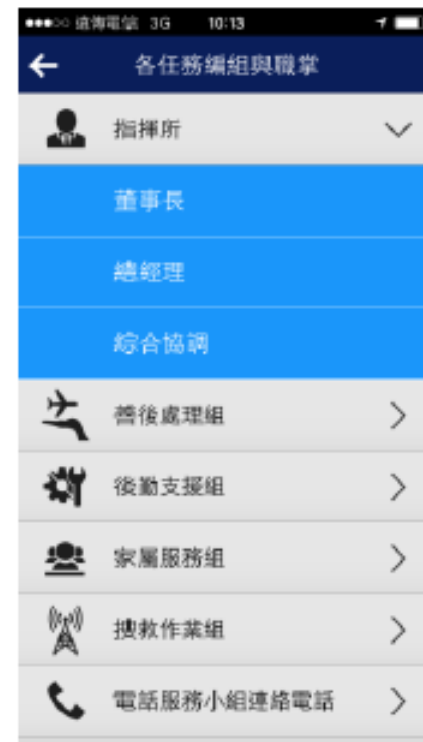 遠傳電信 3G 10:13
各任務編組與職掌
指揮所
董事長
總經理
綜合協調
善後處理組
後勤支援組
家屬服務組
搜救作業組
電話服務小組連絡電話